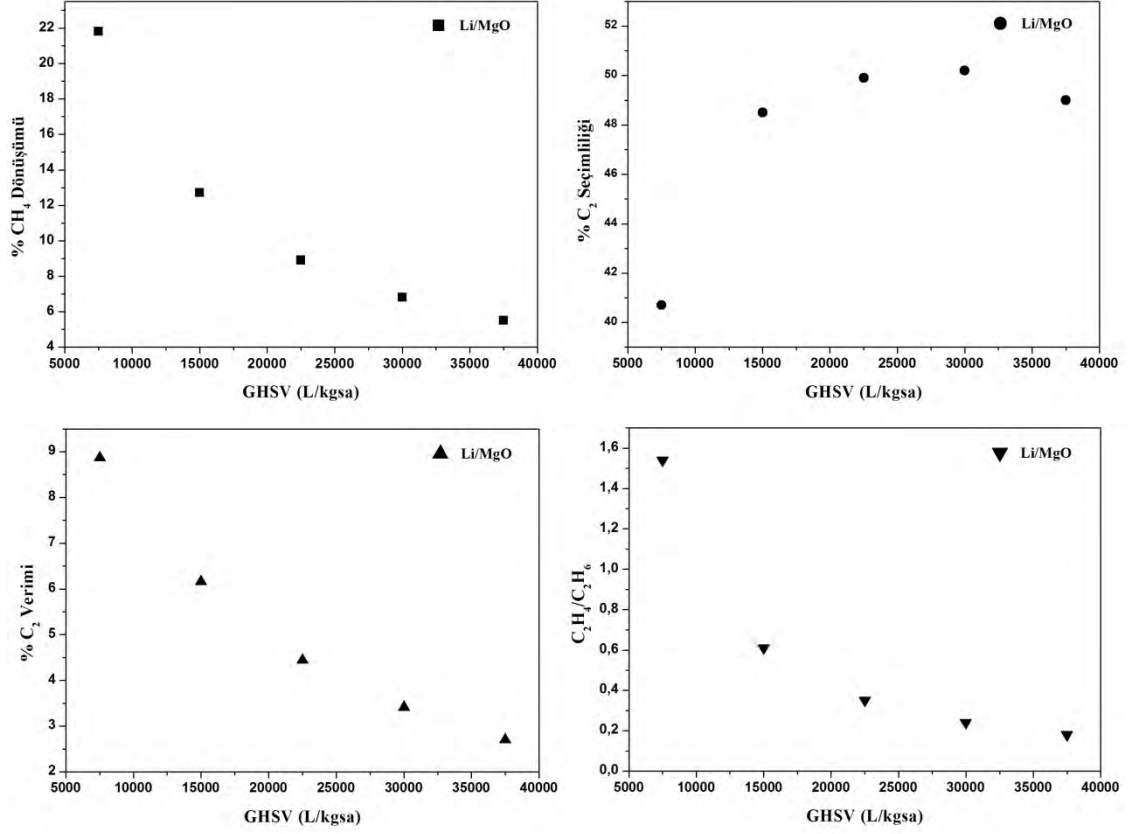 Li/MgO
% CH4 Dönüşümü
22
20
18
16
14
12
10
8
6
4
5000 10000 15000 20000 25000 30000 35000 40000
GHSV (L/kgsa)
Li/MgO
% C2 Seçimliliği
52
50
48
46
44
42
40
5000 10000 15000 20000 25000 30000 35000 40000
GHSV (L/kgsa)
Li/MgO
% C2 Verimi
9
8
7
6
5
4
3
2
5000 10000 15000 20000 25000 30000 35000 40000
GHSV (L/kgsa)
Li/MgO
C2H4/C2H6
1,6
1,4
1,2
1,0
0,8
0,6
0,4
0,2
0,0
5000 10000 15000 20000 25000 30000 35000 40000
GHSV (L/kgsa)